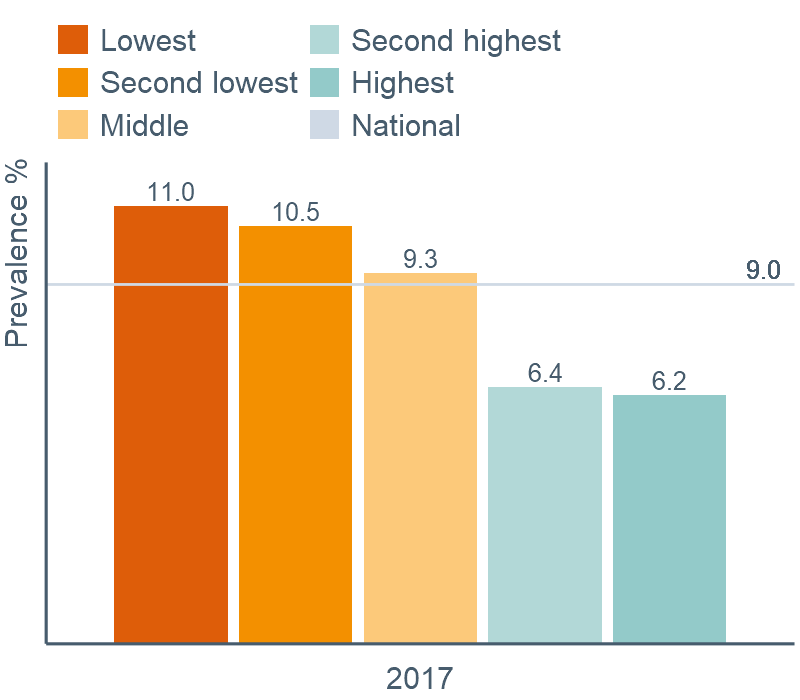 Lowest
Second lowest
Middle
Second highest
Highest
National
Prevalence %
11.0
10.5
9.3
6.4
6.2
9.0
2017